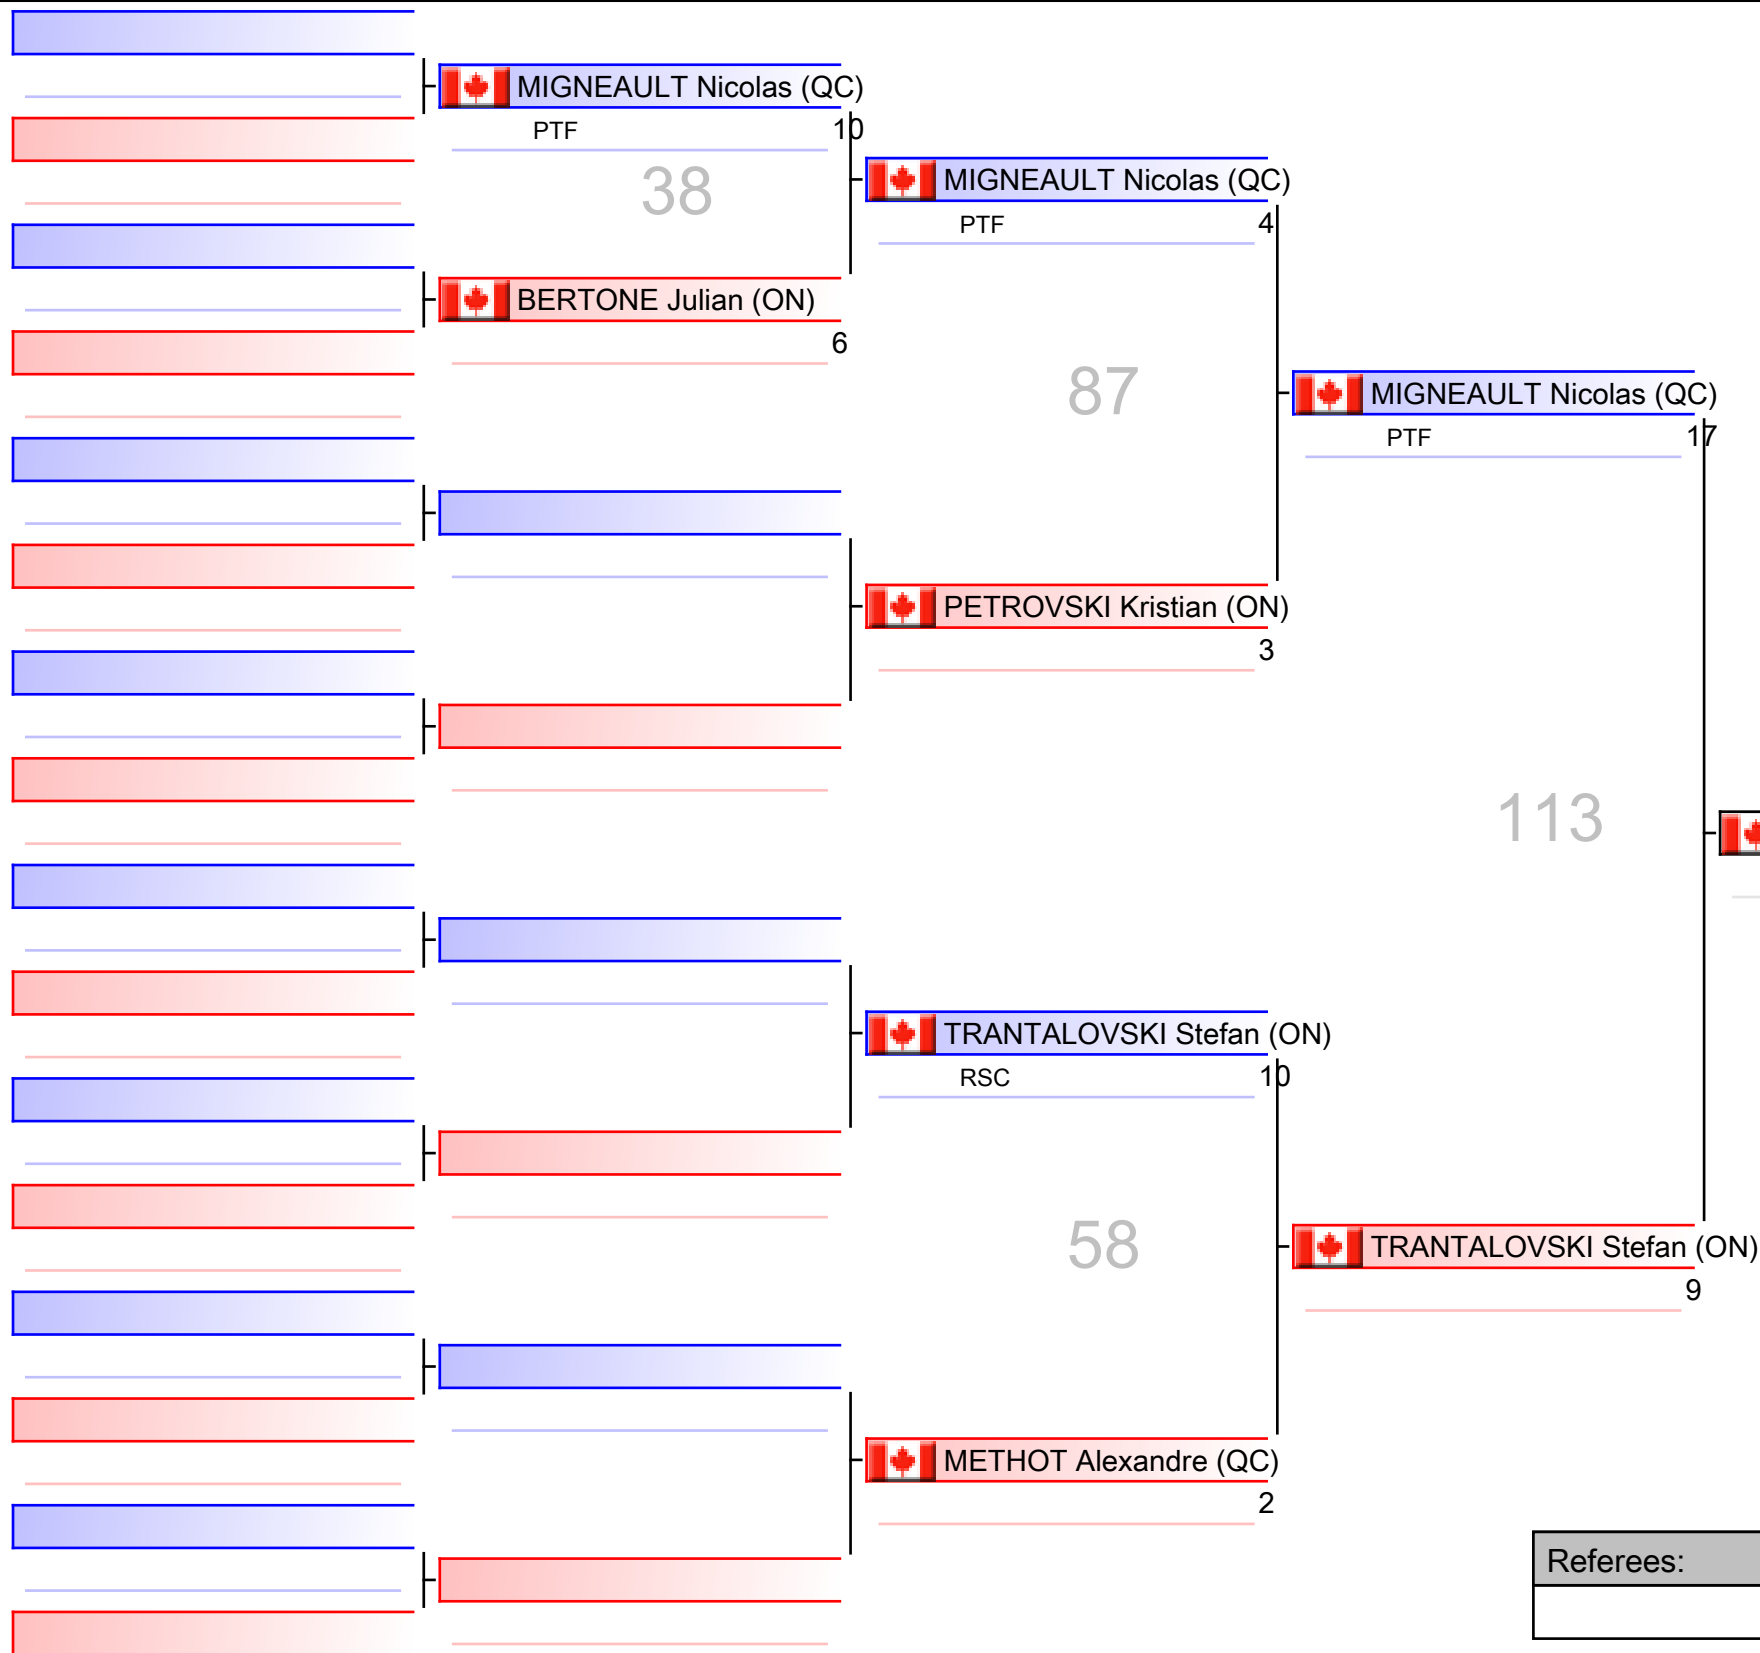 MIGNEAULT Nicolas (QC)
PTF 10
38
BERTONE Julian (ON)
6
MIGNEAULT Nicolas (QC)
PTF 4
87
PETROVSKI Kristian (ON)
3
TRANTALOVSKI Stefan (ON)
RSC 10
58
METHOT Alexandre (QC)
2
MIGNEAULT Nicolas (QC)
PTF 17
113
TRANTALOVSKI Stefan (ON)
9
Referees: